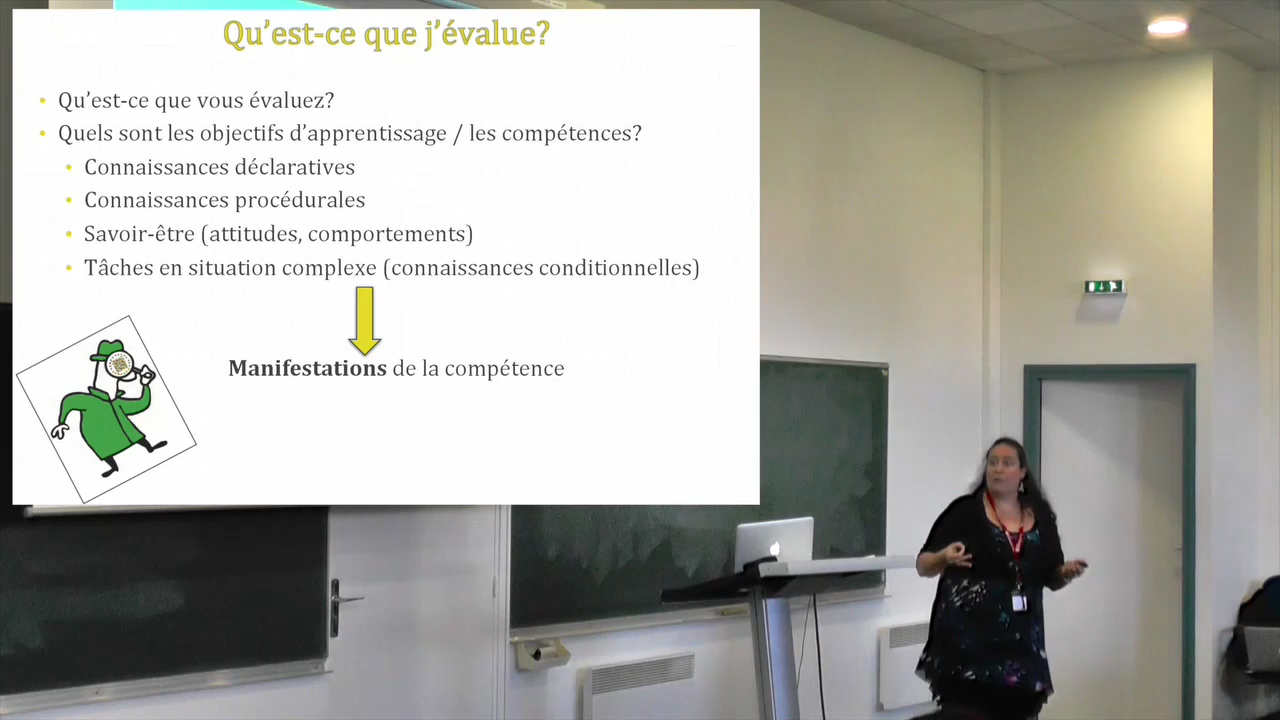 Qu'est-ce que j'évalue?
• Qu'est-ce que vous évaluez?
• Quels sont les objectifs d'apprentissage / les compétences?
• Connaissances déclaratives
• Connaissances procédurales
• Savoir-être (attitudes, comportements)
• Tâches en situation complexe (connaissances conditionnelles)
Manifestations de la compétence